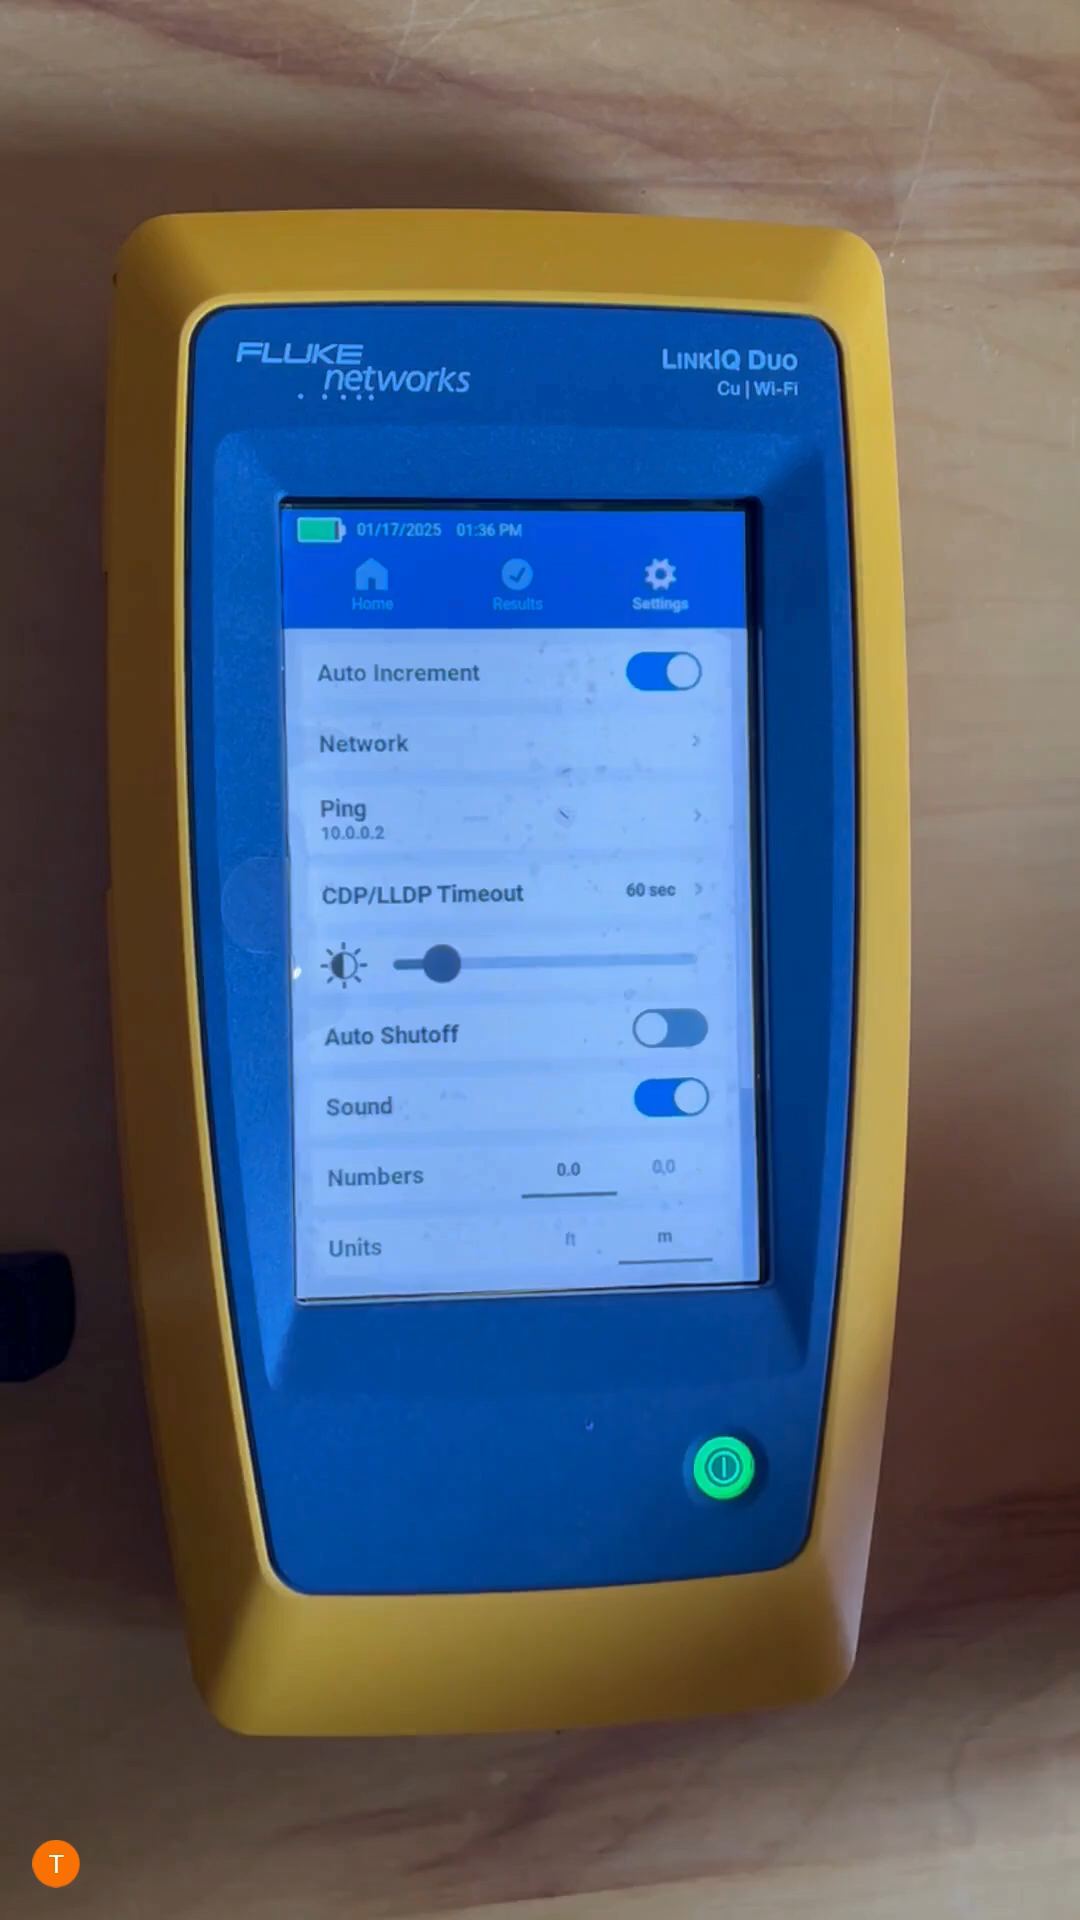 FLUKE
networks
LINKIQ DUO
Cu | Wi-Fi
01/17/2025 01:36 PM
Home Results Settings
Auto Increment
Network
Ping
10.0.0.2
CDP/LLDP Timeout 60 sec
Auto Shutoff
Sound
Numbers 0.0 0,0
Units ft m
T